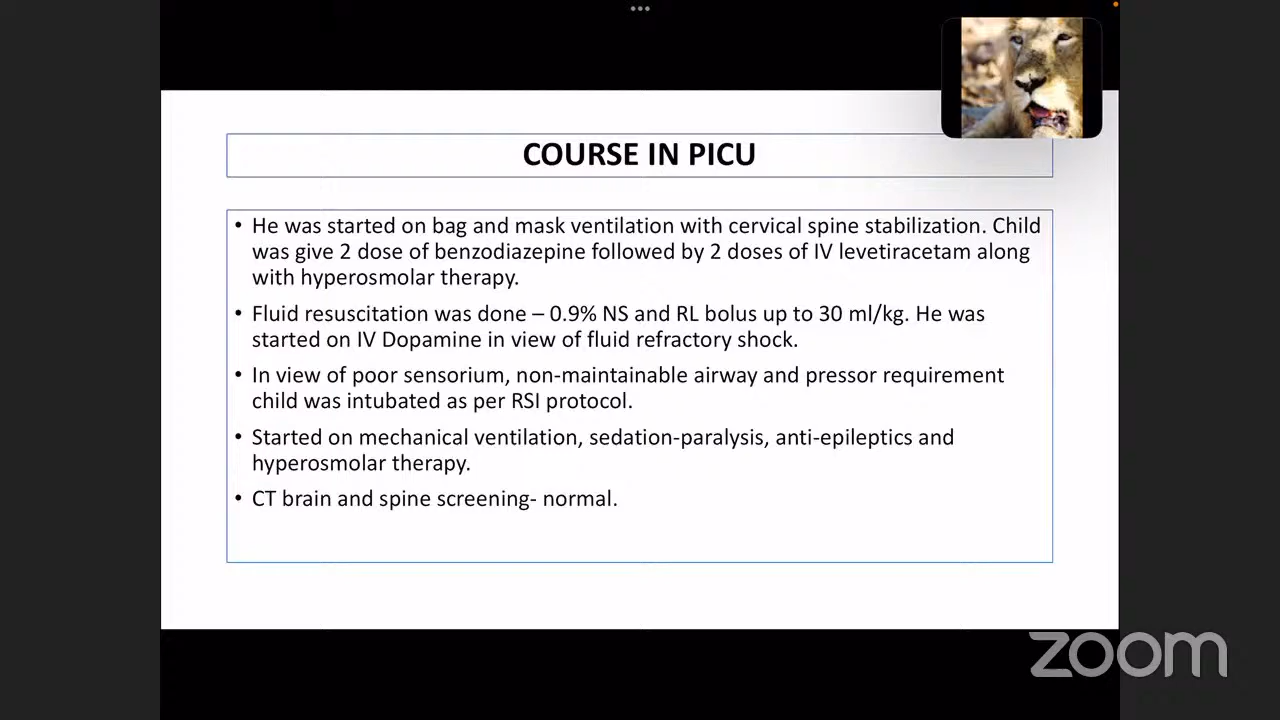 COURSE IN PICU
• He was started on bag and mask ventilation with cervical spine stabilization. Child
was give 2 dose of benzodiazepine followed by 2 doses of IV levetiracetam along
with hyperosmolar therapy.
• Fluid resuscitation was done – 0.9% NS and RL bolus up to 30 ml/kg. He was
started on IV Dopamine in view of fluid refractory shock.
• In view of poor sensorium, non-maintainable airway and pressor requirement
child was intubated as per RSI protocol.
• Started on mechanical ventilation, sedation-paralysis, anti-epileptics and
hyperosmolar therapy.
• CT brain and spine screening- normal.
zoom